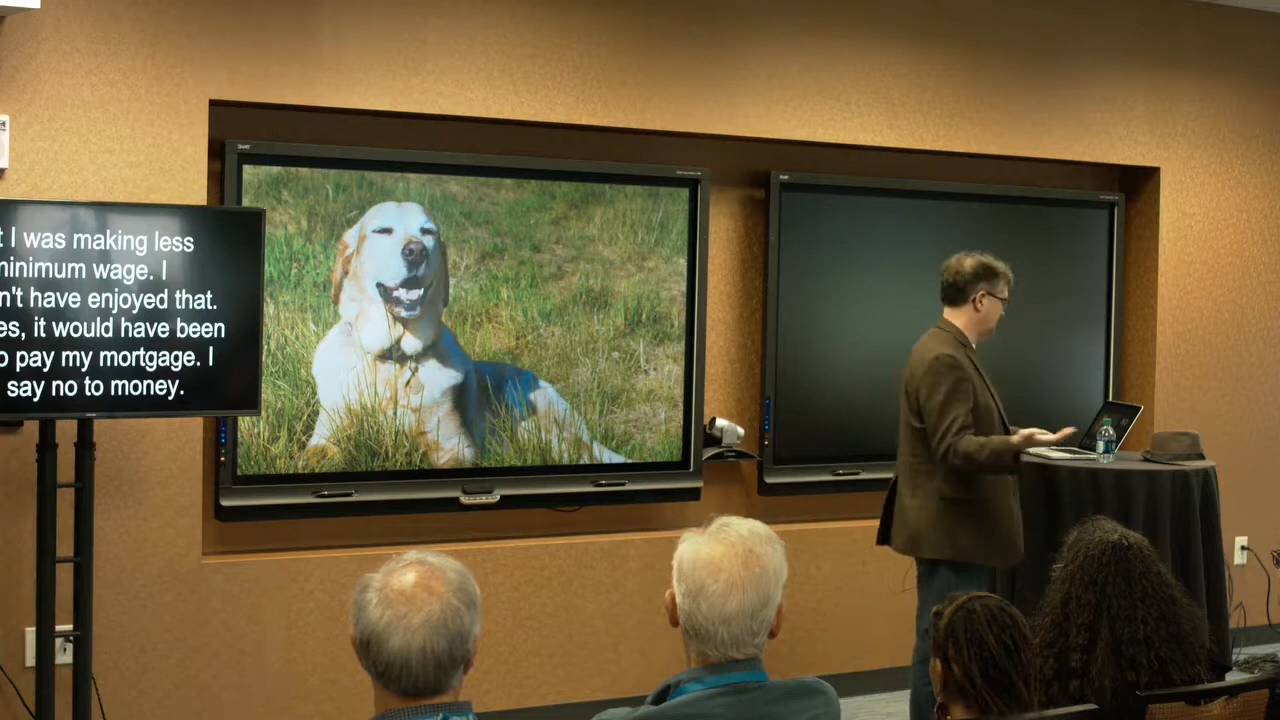 t I was making less
minimum wage. I
n't have enjoyed that.
es, it would have been
o pay my mortgage. I
say no to money.